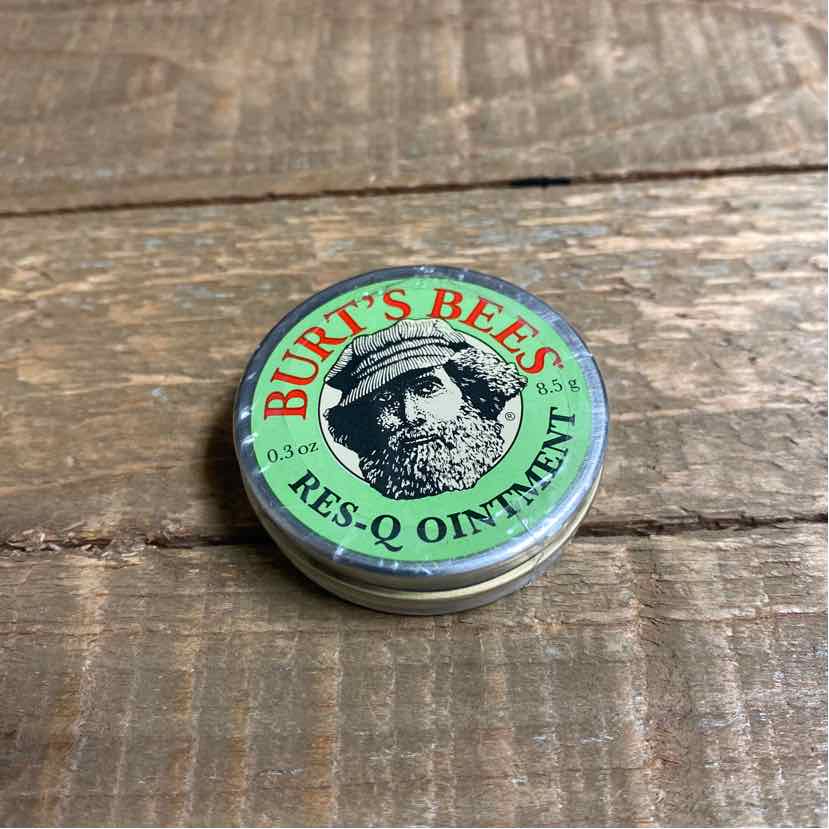 BURT'S BEES®
0.3 oz
8.5 g
®
RES-Q OINTMENT